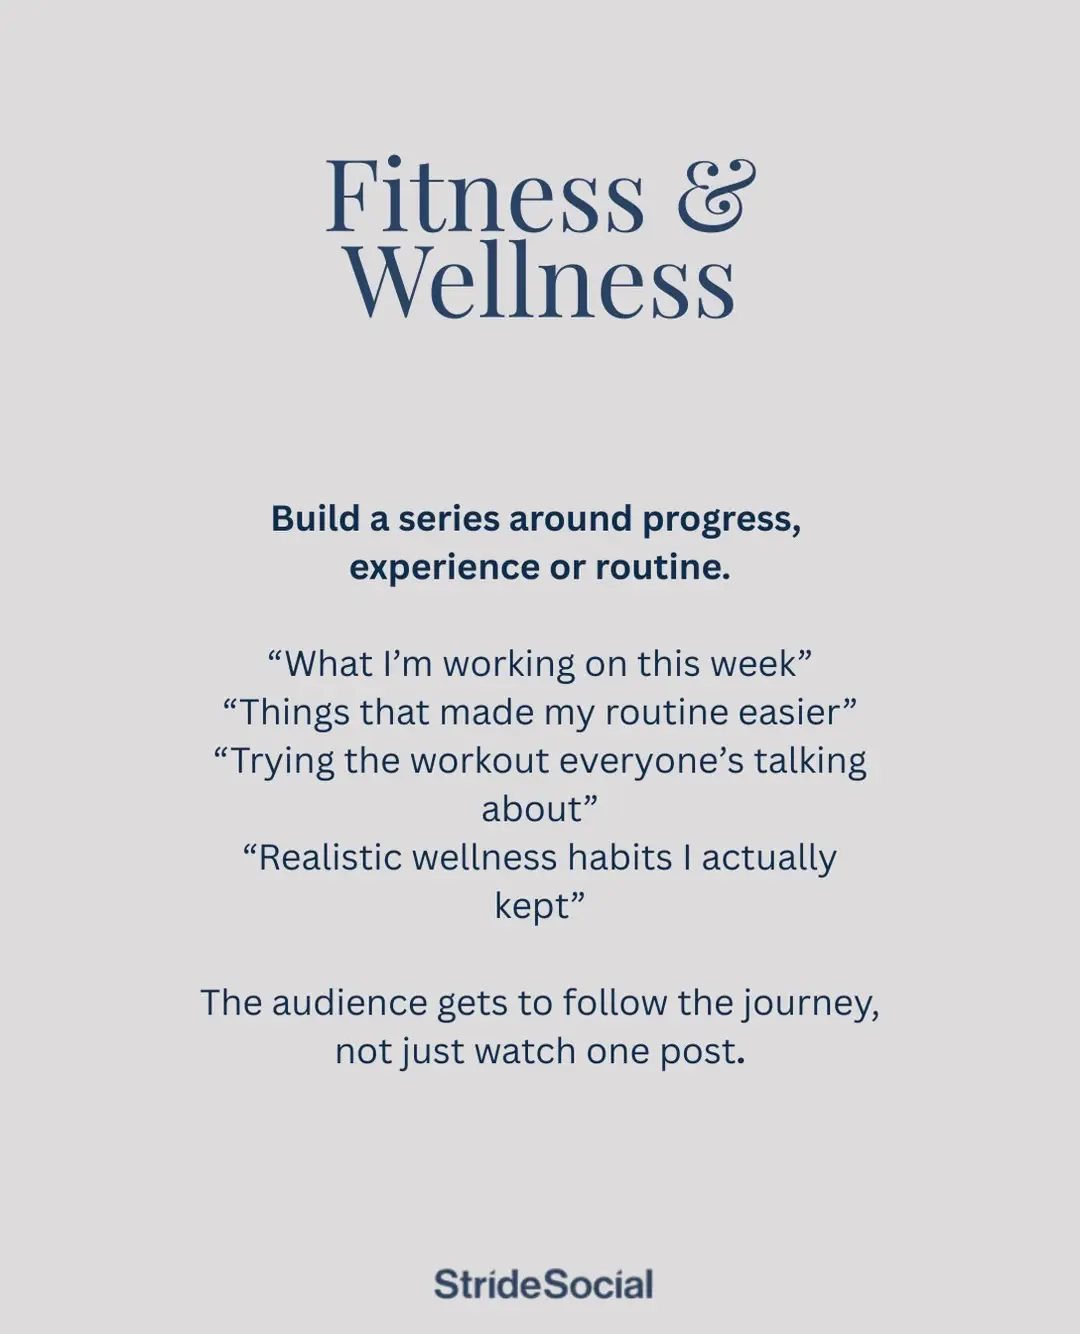 Fitness &
Wellness
Build a series around progress,
experience or routine.
“What I’m working on this week”
“Things that made my routine easier”
“Trying the workout everyone’s talking
about”
“Realistic wellness habits I actually
kept”
The audience gets to follow the journey,
not just watch one post.
StrideSocial